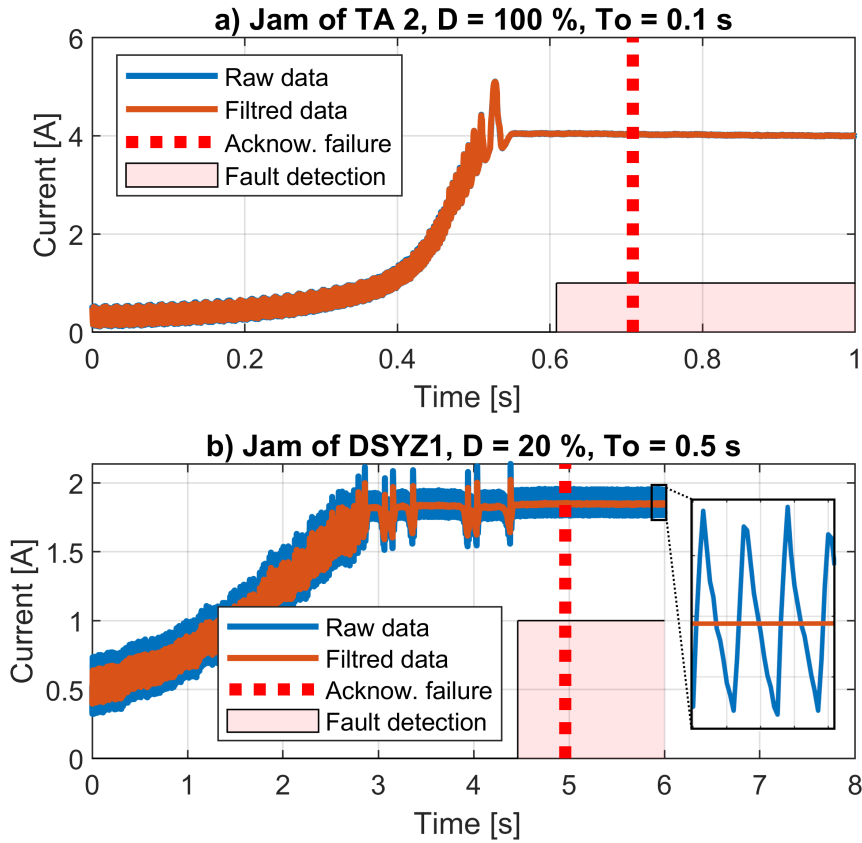 a) Jam of TA 2, D = 100 %, To = 0.1 s
6
4
2
0
Current [A]
Raw data
Filtred data
Acknow. failure
Fault detection
0 0.2 0.4 0.6 0.8 1
Time [s]
b) Jam of DSYZ1, D = 20 %, To = 0.5 s
2
1.5
1
0.5
0
Current [A]
Raw data
Filtred data
Acknow. failure
Fault detection
0 1 2 3 4 5 6 7 8
Time [s]